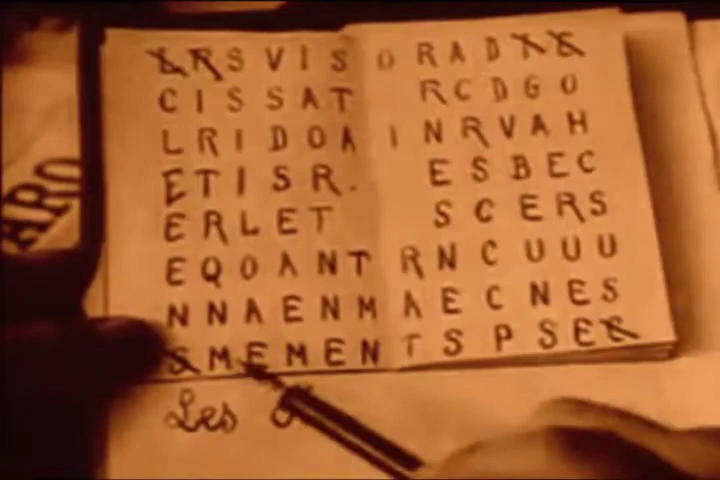 XRSVIS ORADXX
CISSAT RCDGO
LRIDOA INRVAH
ETISR. ESBEC
ERLET SCERS
EQOANT RNCUUU
NNAENM AECNES
SMEMEN TSPSER
Les